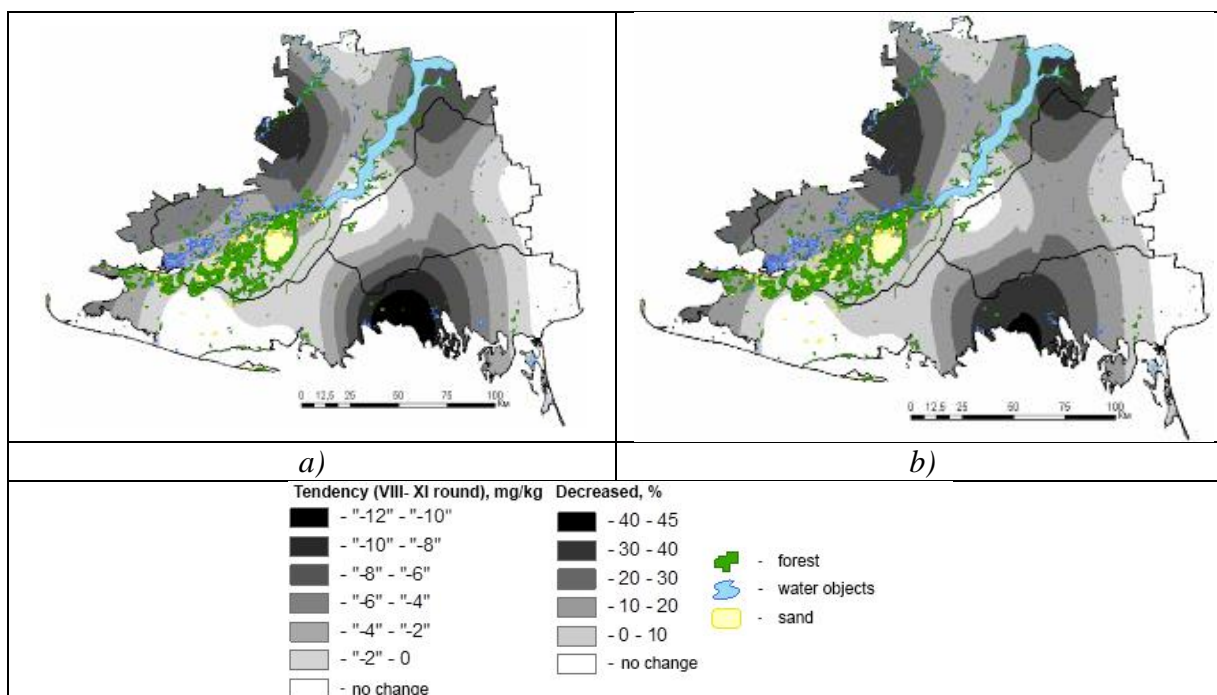 0 12,5 25 50 75 100
КМ
0 12,5 25 50 75 100
КМ
a) b)
Tendency (VIII- XI round), mg/kg Decreased, %
- "-12" - "-10" - 40 - 45
- "-10" - "-8" - 30 - 40
- "-8" - "-6" - 20 - 30 - forest
- "-6" - "-4" - 10 - 20 - water objects
- "-4" - "-2" - 0 - 10 - sand
- "-2" - 0 - no change
- no change